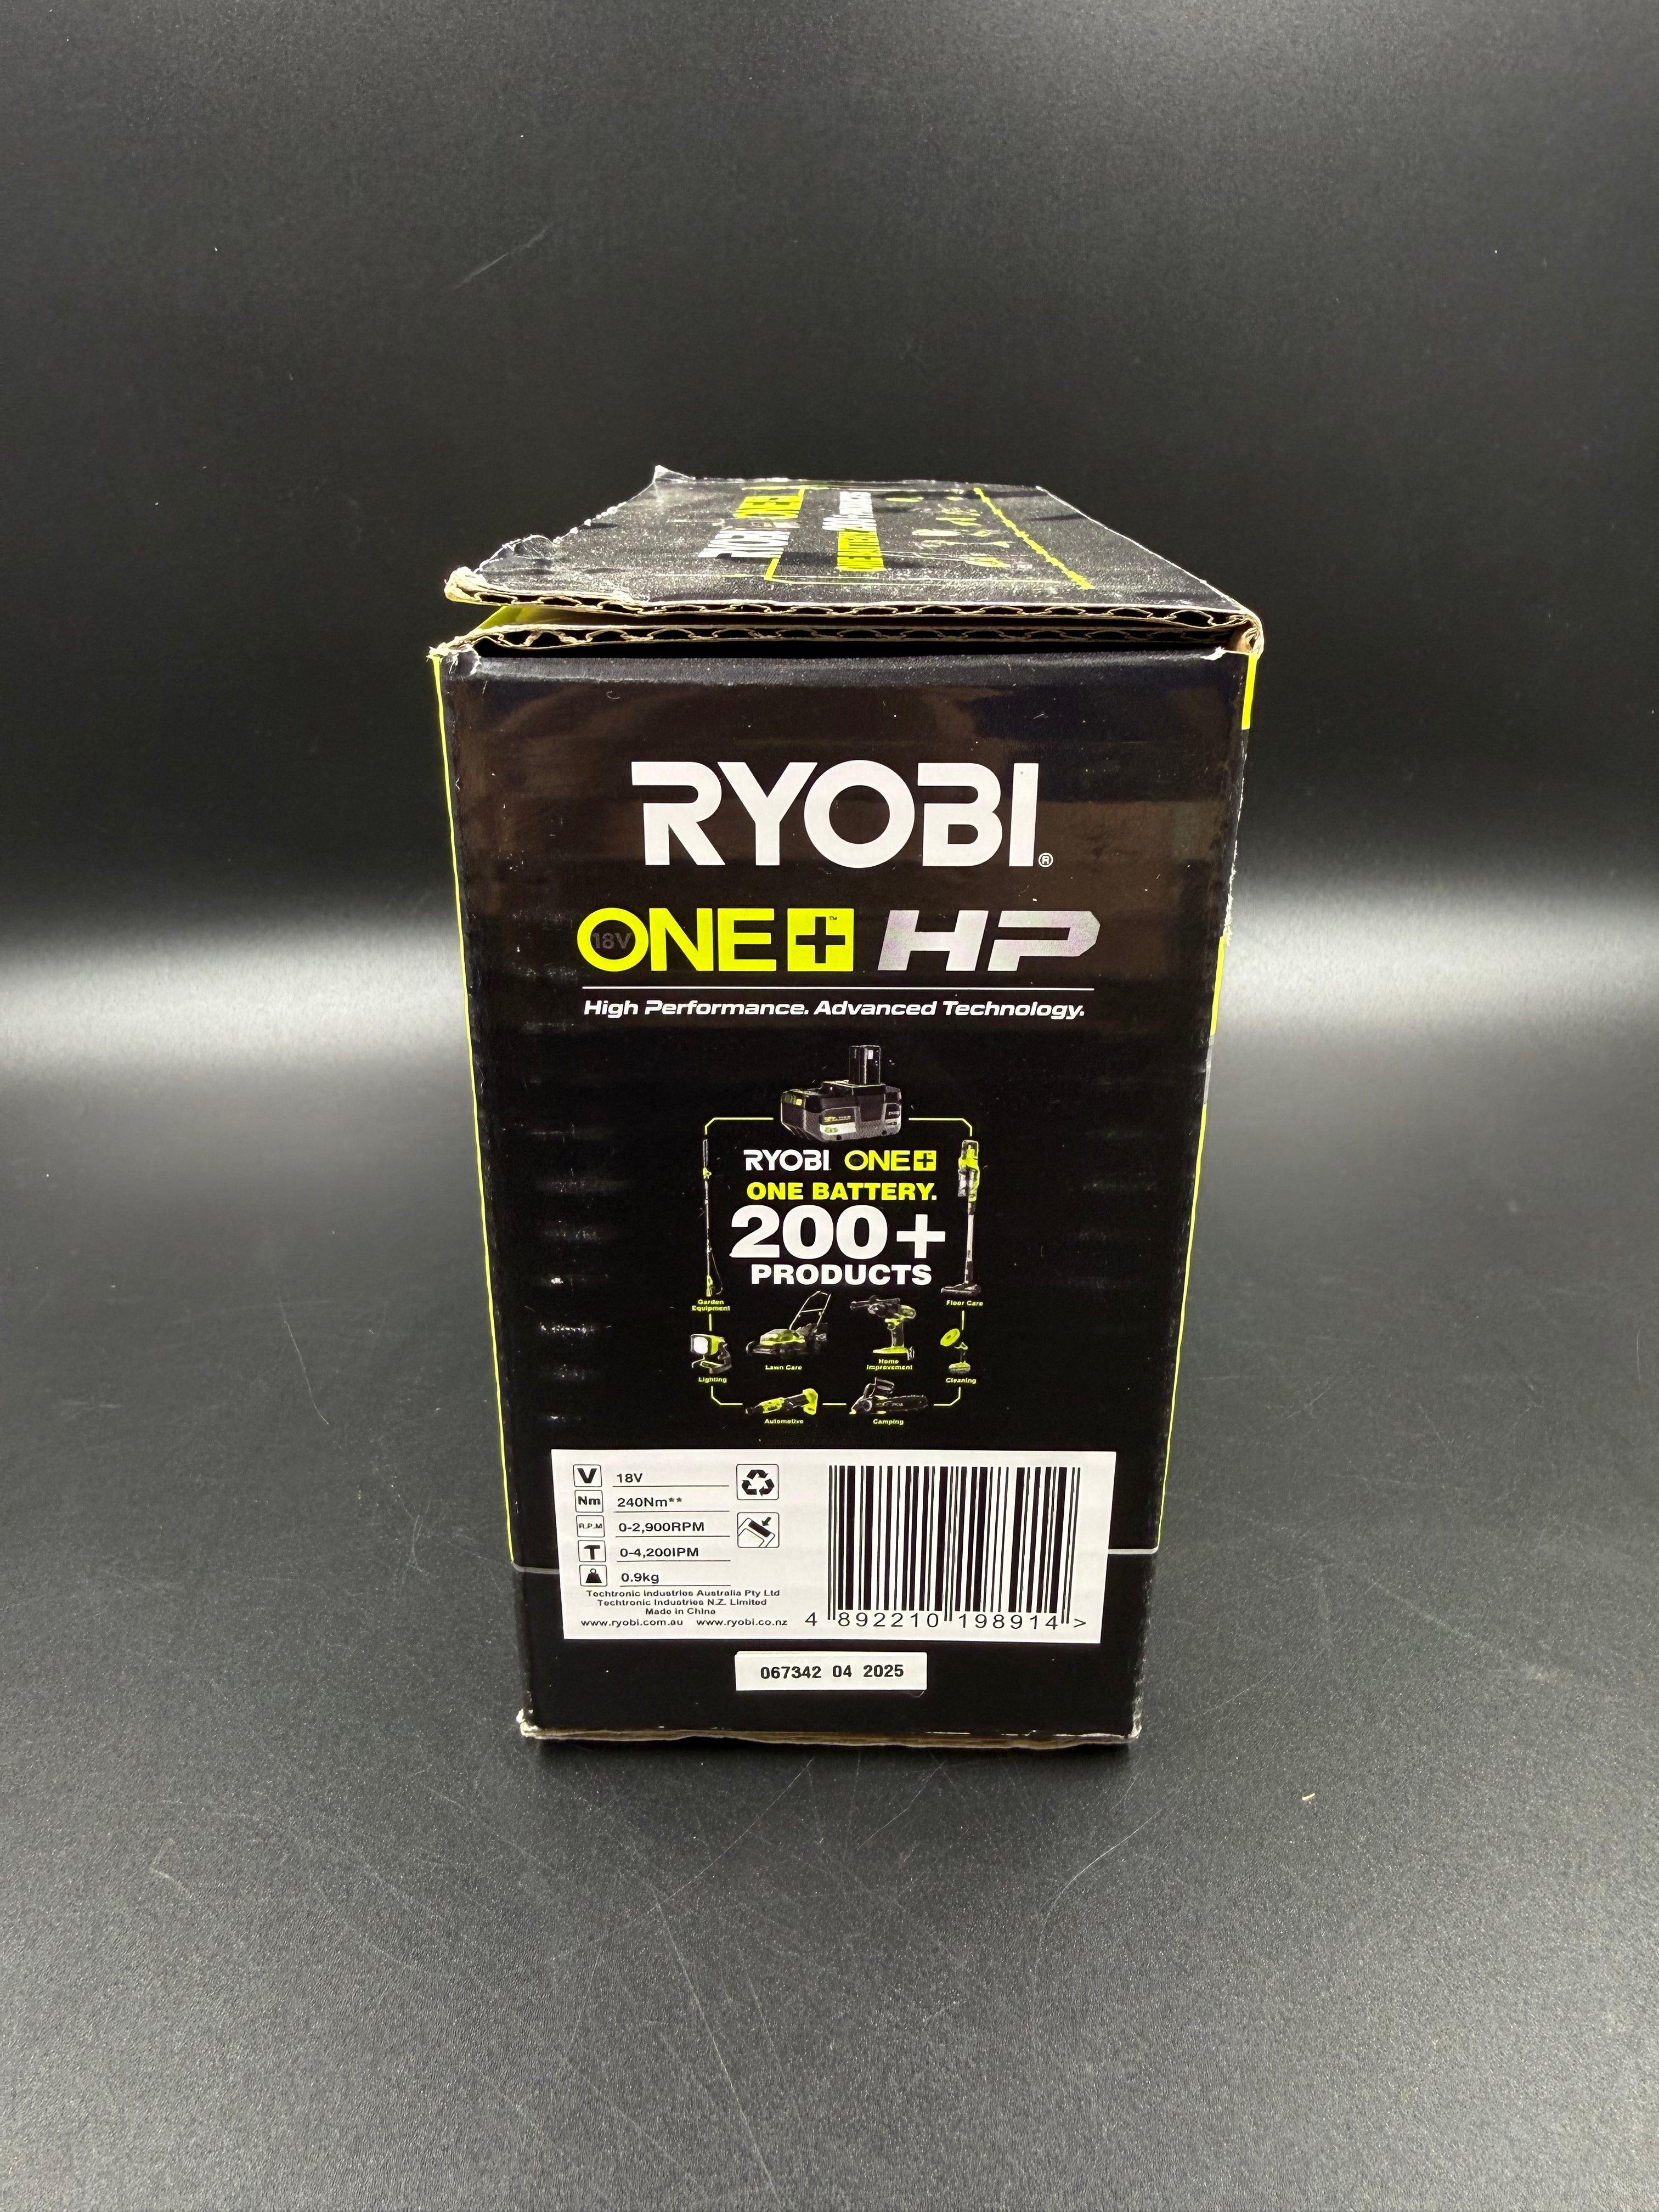 RYOBI®
18V ONE+™ HP
High Performance. Advanced Technology.
RYOBI ONE+
ONE BATTERY.
200+
PRODUCTS
Garden
Equipment
Floor Care
Lighting
Lawn Care
Home
Improvement
Cleaning
Automotive
Camping
V 18V
Nm 240Nm**
R.P.M 0-2,900RPM
T 0-4,200IPM
0.9kg
Techtronic Industries Australia Pty Ltd
Techtronic Industries N.Z. Limited
Made in China
www.ryobi.com.au www.ryobi.co.nz
4 892210 198914 >
067342 04 2025